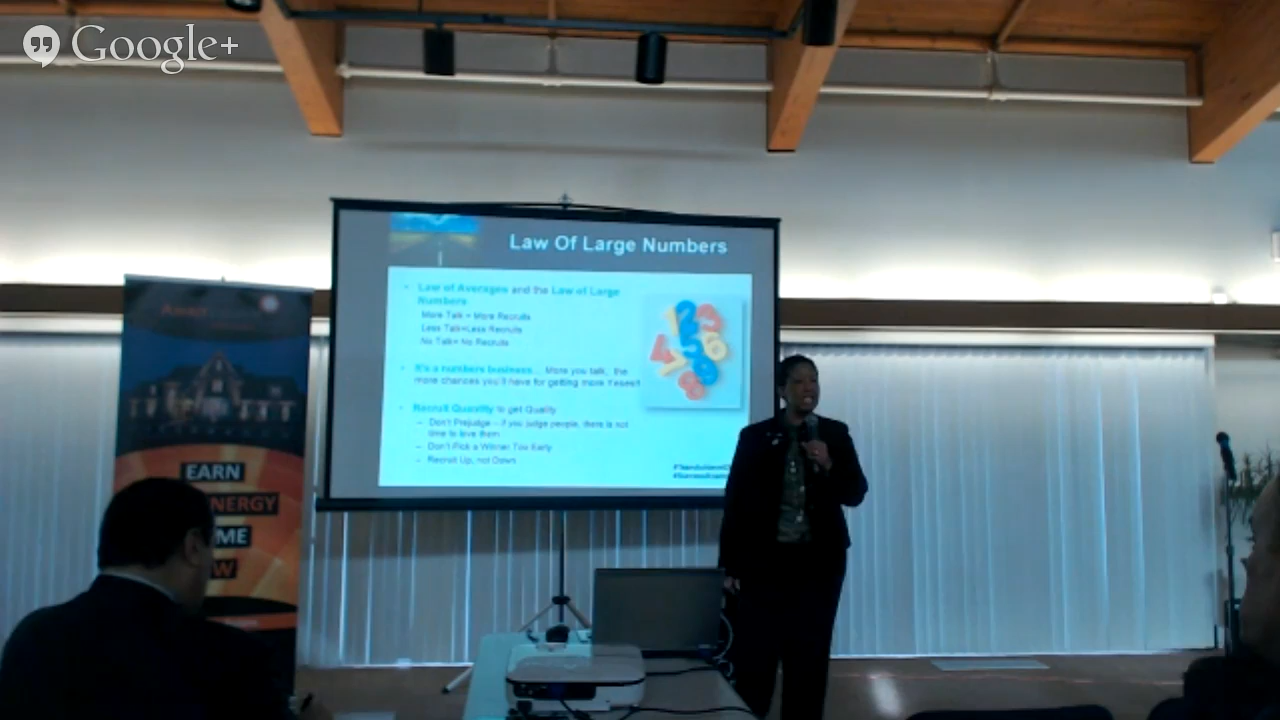 Google+
Law Of Large Numbers
Law of Averages and the Law of Large
Numbers
More Talk = More Recruits
Less Talk=Less Recruits
No Talk= No Recruits
It's a numbers business... More you talk, the
more chances you'll have for getting more Yeses!!
Recruit Quantity to get Quality
– Don't Prejudge – if you judge people, there is not
time to love them
– Don't Pick a Winner Too Early
– Recruit Up, not Down
EARN
NERGY
ME
W